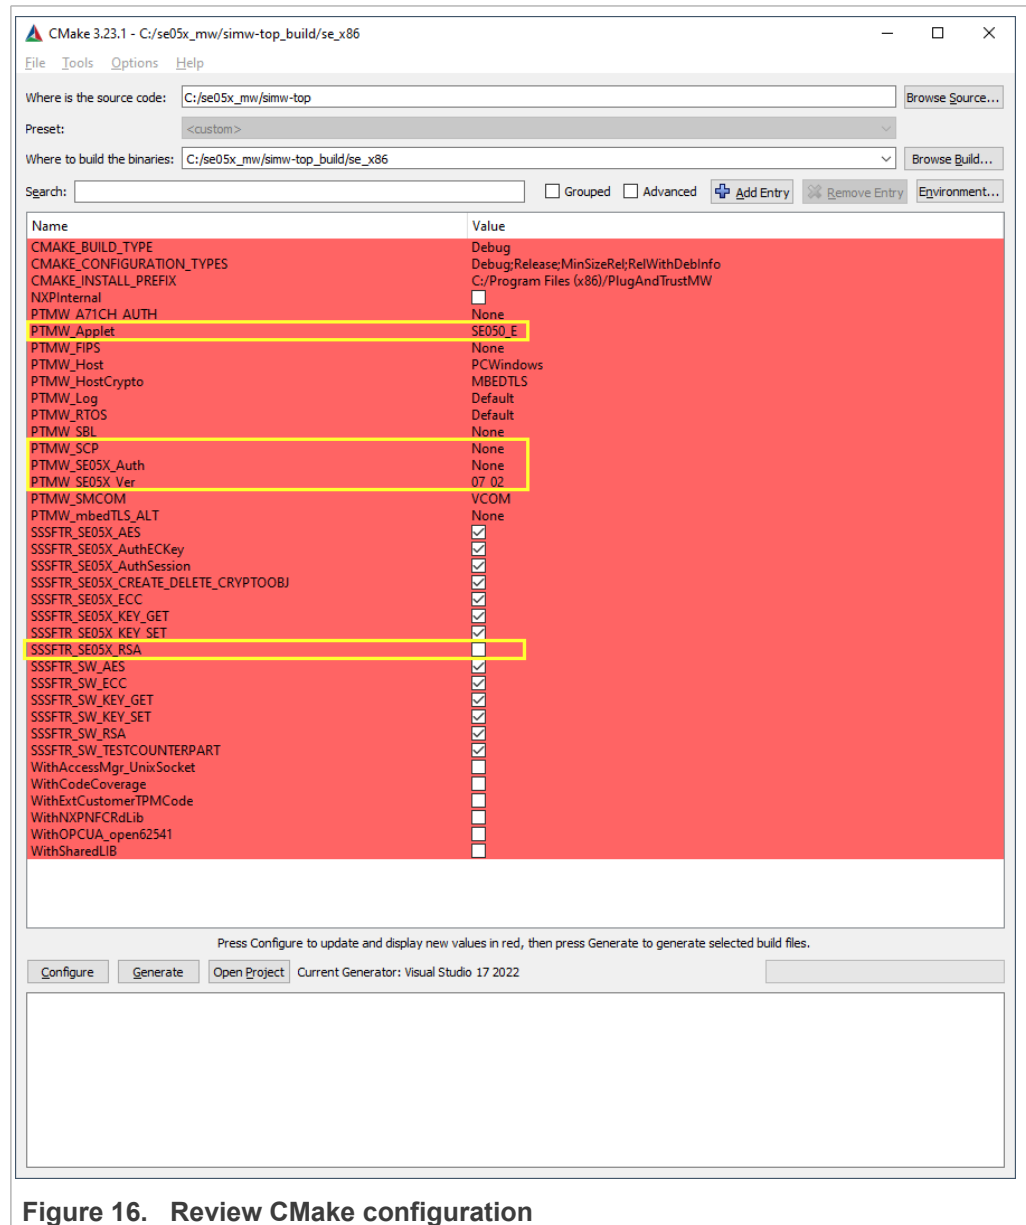 CMake 3.23.1 - C:/se05x_mw/simw-top_build/se_x86
File Tools Options Help
Where is the source code: C:/se05x_mw/simw-top Browse Source...
Preset: <custom>
Where to build the binaries: C:/se05x_mw/simw-top_build/se_x86 Browse Build...
Search: Grouped Advanced Add Entry Remove Entry Environment...
Name Value
CMAKE_BUILD_TYPE Debug
CMAKE_CONFIGURATION_TYPES Debug;Release;MinSizeRel;RelWithDebInfo
CMAKE_INSTALL_PREFIX C:/Program Files (x86)/PlugAndTrustMW
NXPInternal
PTMW_A71CH_AUTH None
PTMW_Applet SE050_E
PTMW_FIPS None
PTMW_Host PCWindows
PTMW_HostCrypto MBEDTLS
PTMW_Log Default
PTMW_RTOS Default
PTMW_SBL None
PTMW_SCP None
PTMW_SE05X_Auth None
PTMW_SE05X_Ver 07_02
PTMW_SMCOM VCOM
PTMW_mbedTLS_ALT None
SSSFTR_SE05X_AES
SSSFTR_SE05X_AuthECKey
SSSFTR_SE05X_AuthSession
SSSFTR_SE05X_CREATE_DELETE_CRYPTOOBJ
SSSFTR_SE05X_ECC
SSSFTR_SE05X_KEY_GET
SSSFTR_SE05X_KEY_SET
SSSFTR_SE05X_RSA
SSSFTR_SW_AES
SSSFTR_SW_ECC
SSSFTR_SW_KEY_GET
SSSFTR_SW_KEY_SET
SSSFTR_SW_RSA
SSSFTR_SW_TESTCOUNTERPART
WithAccessMgr_UnixSocket
WithCodeCoverage
WithExtCustomerTPMCode
WithNXPNFCRdLib
WithOPCUA_open62541
WithSharedLIB
Press Configure to update and display new values in red, then press Generate to generate selected build files.
Configure Generate Open Project Current Generator: Visual Studio 17 2022
Figure 16. Review CMake configuration